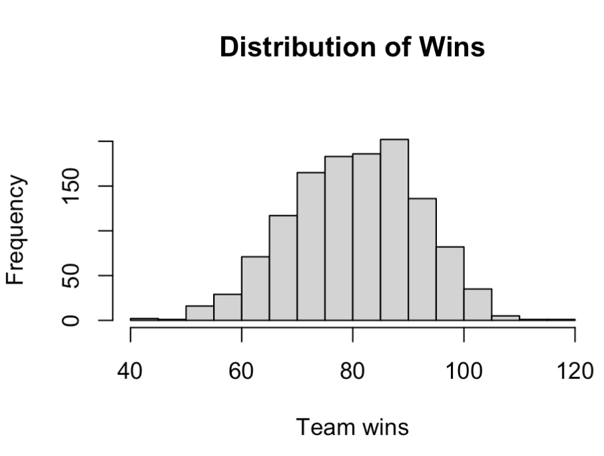 Distribution of Wins
Frequency
150
50
0
40 60 80 100 120
Team wins